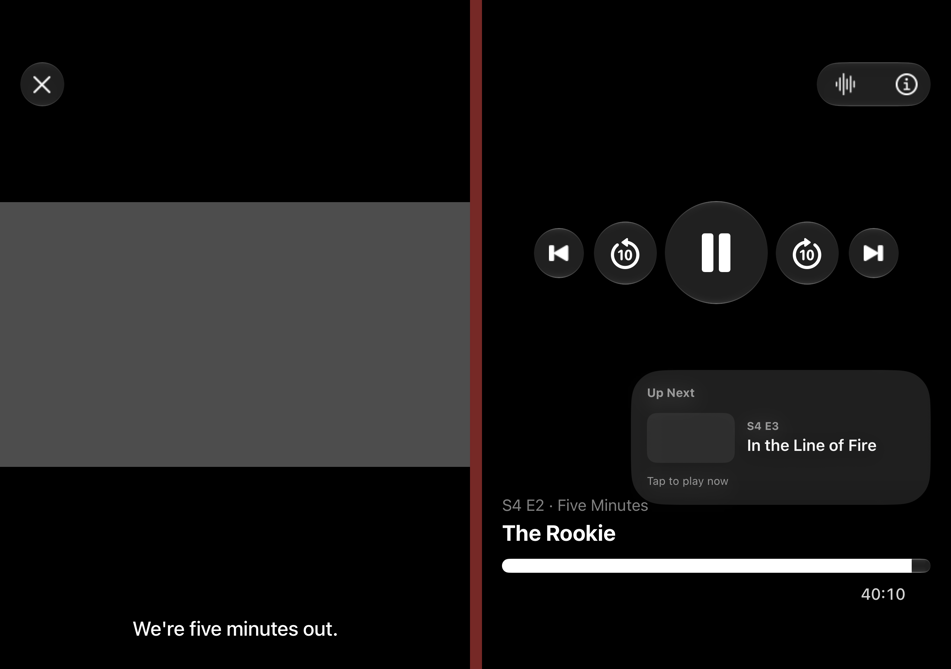 We're five minutes out.
10
10
Up Next
S4 E3
In the Line of Fire
Tap to play now
S4 E2 · Five Minutes
The Rookie
40:10